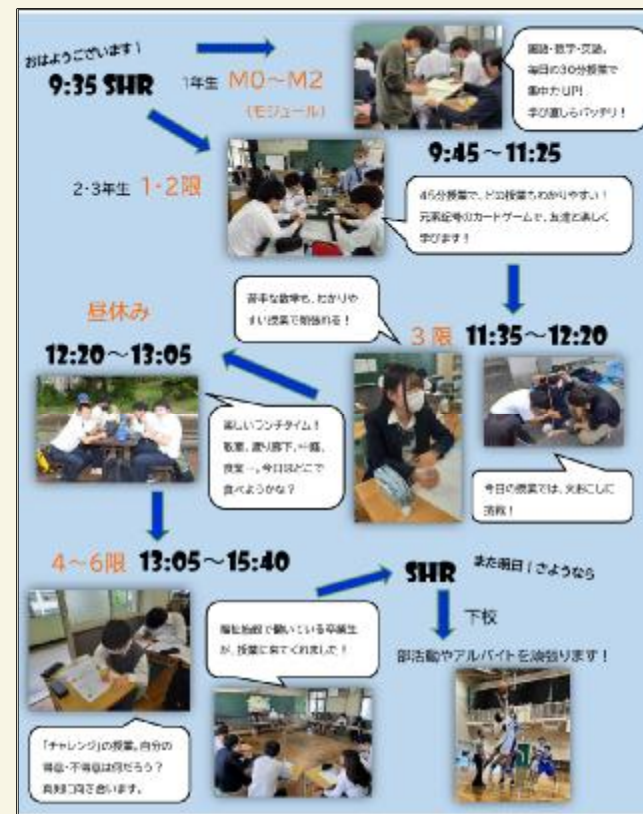 おはようございます!
9:35 SHR
1年生 M0～M2
(モジュール)
国語・数学・英語。
毎日の30分授業で
集中力UP!
学び直しもバッチリ!
9:45～11:25
2・3年生 1・2限
45分授業で、どの授業もわかりやすい!
元素記号のカードゲームで、友達と楽しく
学びます!
苦手な数学も、わかりや
すい授業で頑張れる!
3限 11:35～12:20
昼休み
12:20～13:05
楽しいランチタイム!
教室、渡り廊下、中庭、
食堂…。今日はどこで
食べようかな?
今日の授業では、火おこしに
挑戦!
4～6限 13:05～15:40
SHR
また明日!さようなら
下校
部活動やアルバイトを頑張ります!
福祉施設で働いている卒業生
が、授業に来てくれました!
「チャレンジ」の授業。自分の
得意・不得意は何だろう?
真剣に向き合います。